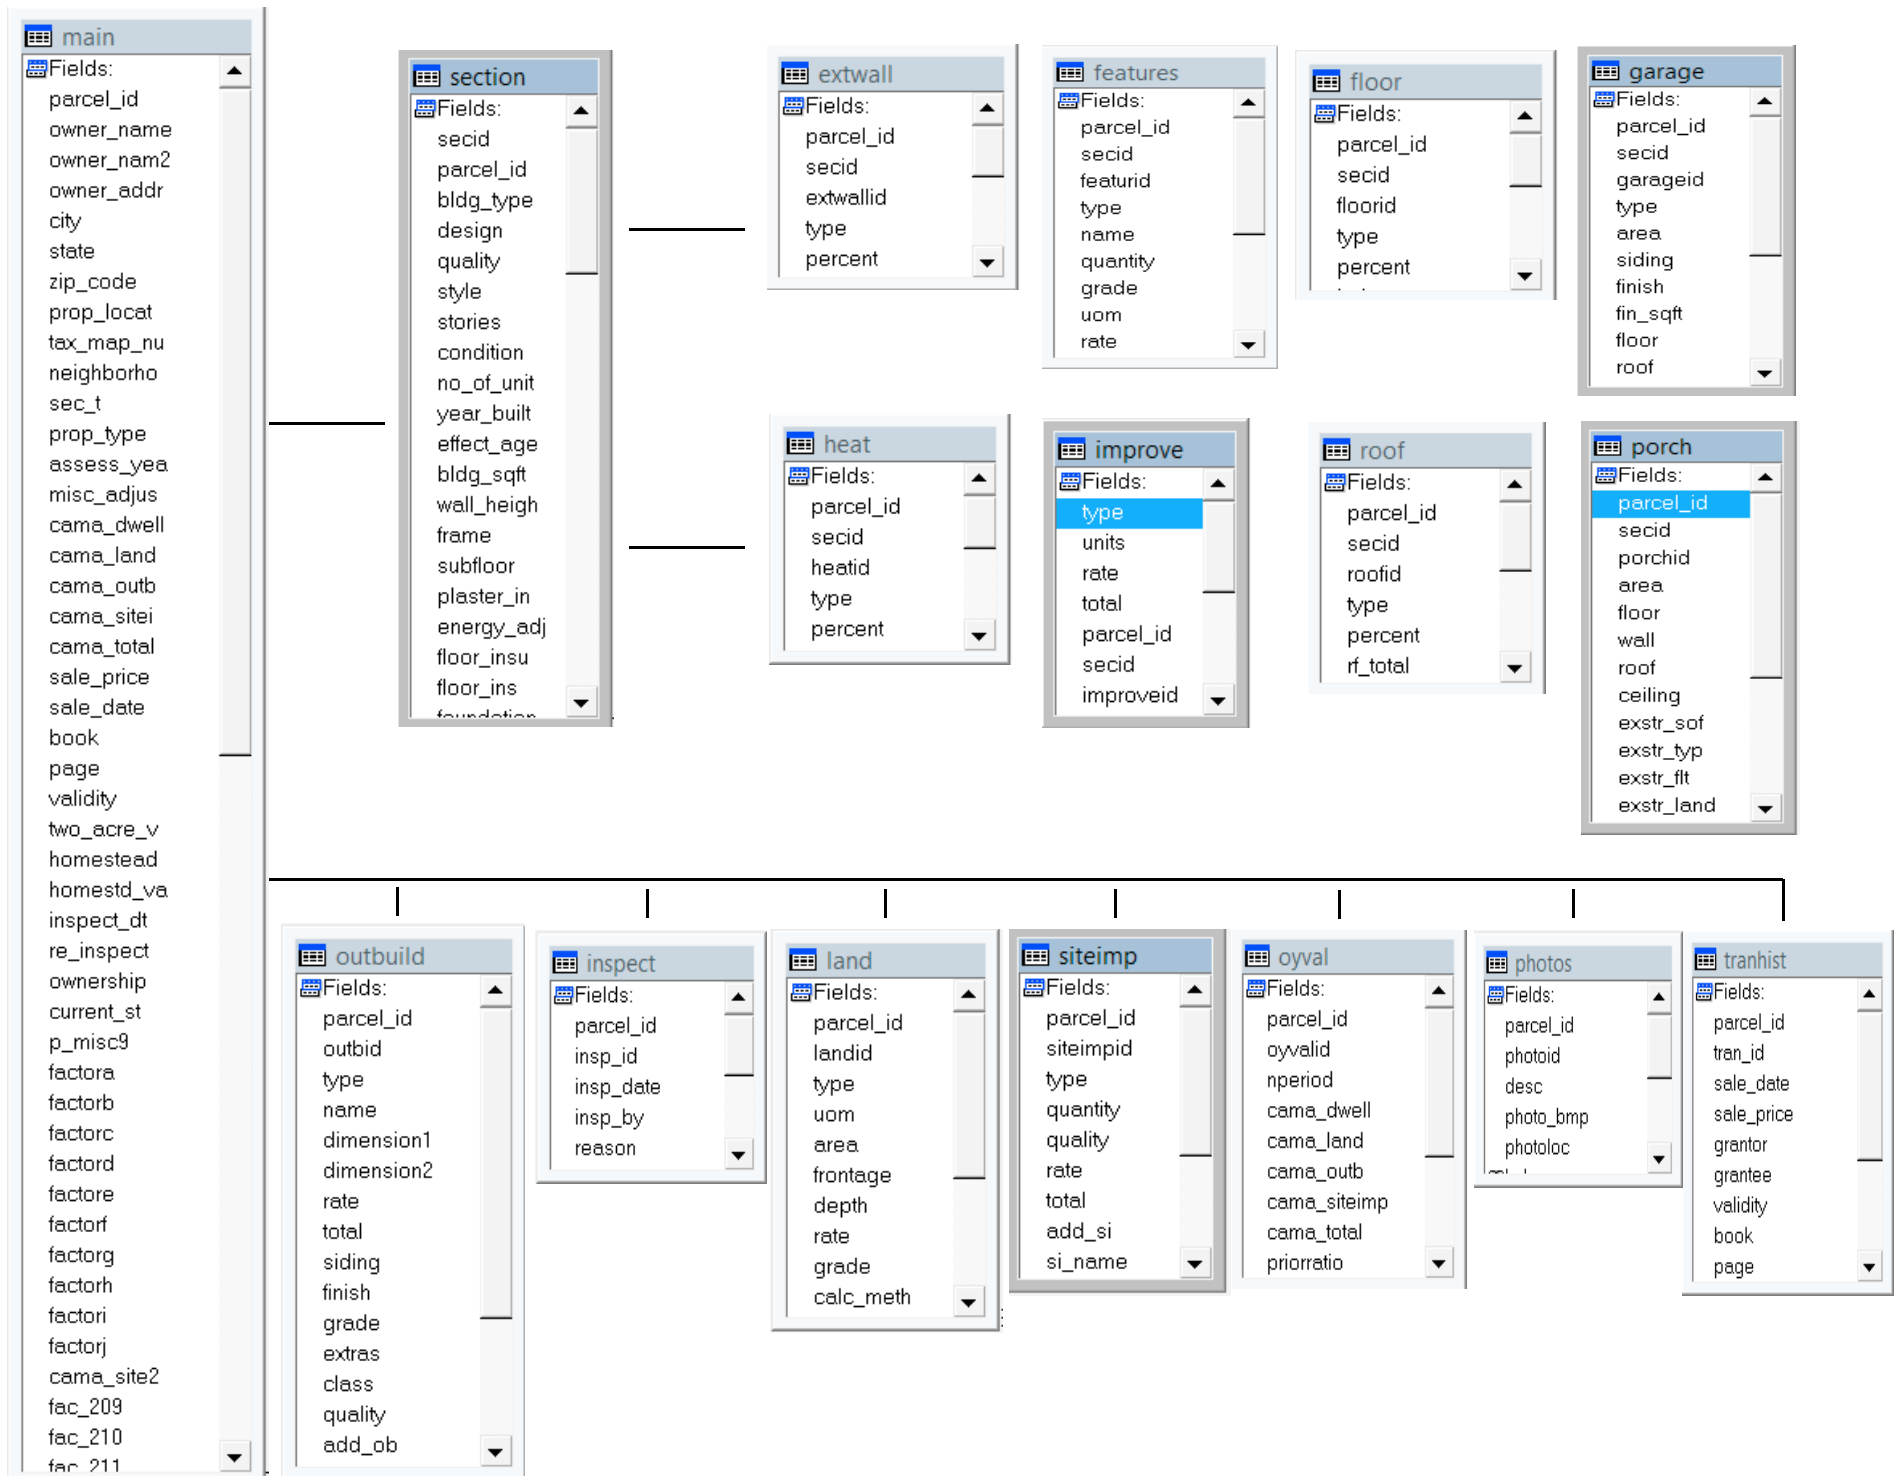 main
Fields:
parcel_id
owner_name
owner_nam2
owner_addr
city
state
zip_code
prop_locat
tax_map_nu
neighborho
sec_t
prop_type
assess_yea
misc_adjus
cama_dwell
cama_land
cama_outb
cama_sitei
cama_total
sale_price
sale_date
book
page
validity
two_acre_v
homestead
homestd_va
inspect_dt
re_inspect
ownership
current_st
p_misc9
factora
factorb
factorc
factord
factore
factorf
factorg
factorh
factori
factorj
cama_site2
fac_209
fac_210
fac_211
section
Fields:
secid
parcel_id
bldg_type
design
quality
style
stories
condition
no_of_unit
year_built
effect_age
bldg_sqft
wall_heigh
frame
subfloor
plaster_in
energy_adj
floor_insu
floor_ins
foundation
extwall
Fields:
parcel_id
secid
extwallid
type
percent
features
Fields:
parcel_id
secid
featurid
type
name
quantity
grade
uom
rate
floor
Fields:
parcel_id
secid
floorid
type
percent
garage
Fields:
parcel_id
secid
garageid
type
area
siding
finish
fin_sqft
floor
roof
heat
Fields:
parcel_id
secid
heatid
type
percent
improve
Fields:
type
units
rate
total
parcel_id
secid
improveid
roof
Fields:
parcel_id
secid
roofid
type
percent
rf_total
porch
Fields:
parcel_id
secid
porchid
area
floor
wall
roof
ceiling
exstr_sof
exstr_typ
exstr_flt
exstr_land
outbuild
Fields:
parcel_id
outbid
type
name
dimension1
dimension2
rate
total
siding
finish
grade
extras
class
quality
add_ob
inspect
Fields:
parcel_id
insp_id
insp_date
insp_by
reason
land
Fields:
parcel_id
landid
type
uom
area
frontage
depth
rate
grade
calc_meth
siteimp
Fields:
parcel_id
siteimpid
type
quantity
quality
rate
total
add_si
si_name
oyval
Fields:
parcel_id
oyvalid
nperiod
cama_dwell
cama_land
cama_outb
cama_siteimp
cama_total
priorratio
photos
Fields:
parcel_id
photoid
desc
photo_bmp
photoloc
tranhist
Fields:
parcel_id
tran_id
sale_date
sale_price
grantor
grantee
validity
book
page